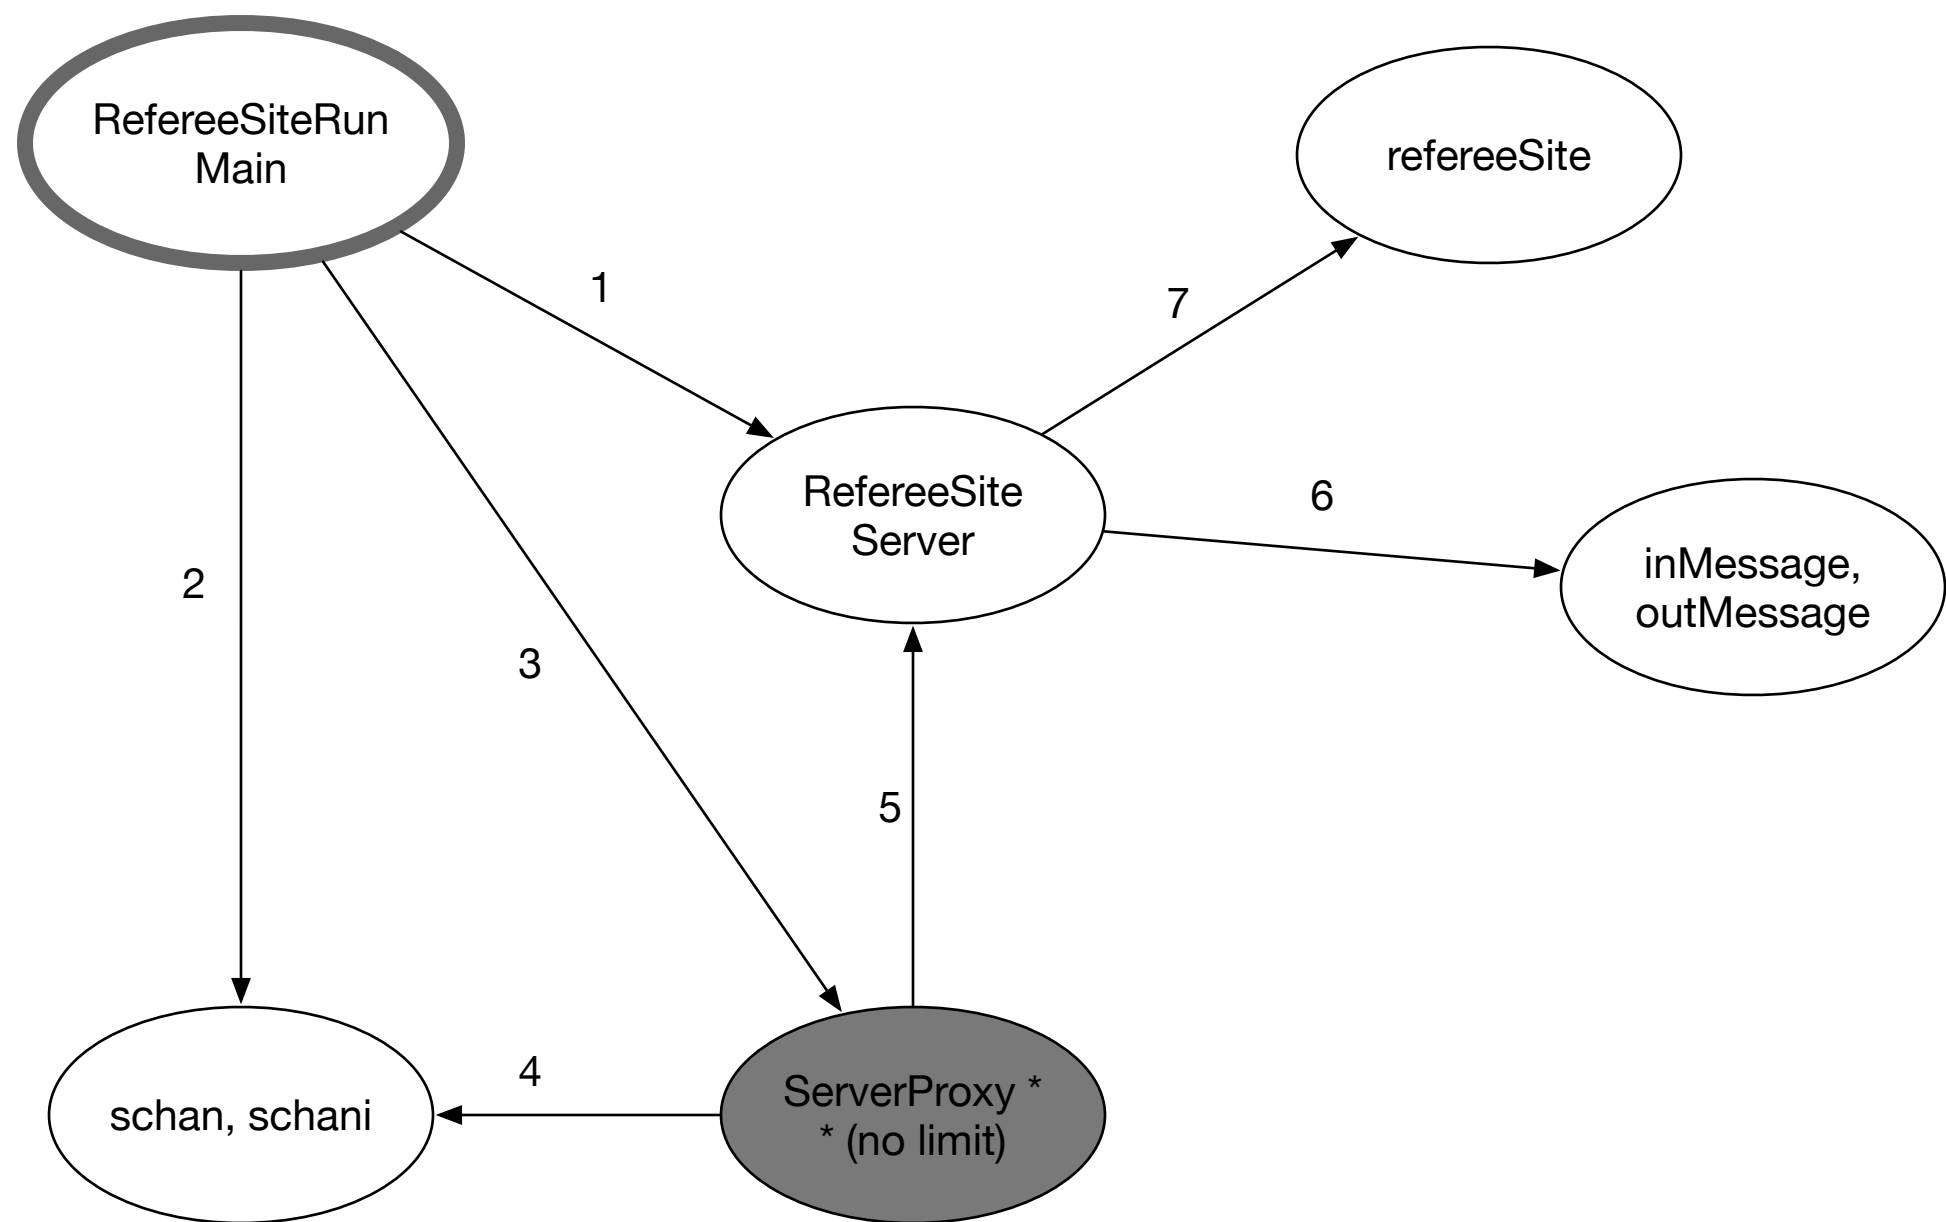 RefereeSiteRun
Main
refereeSite
1
7
RefereeSite
Server
6
inMessage,
outMessage
2
3
5
4
schan, schani
ServerProxy *
* (no limit)